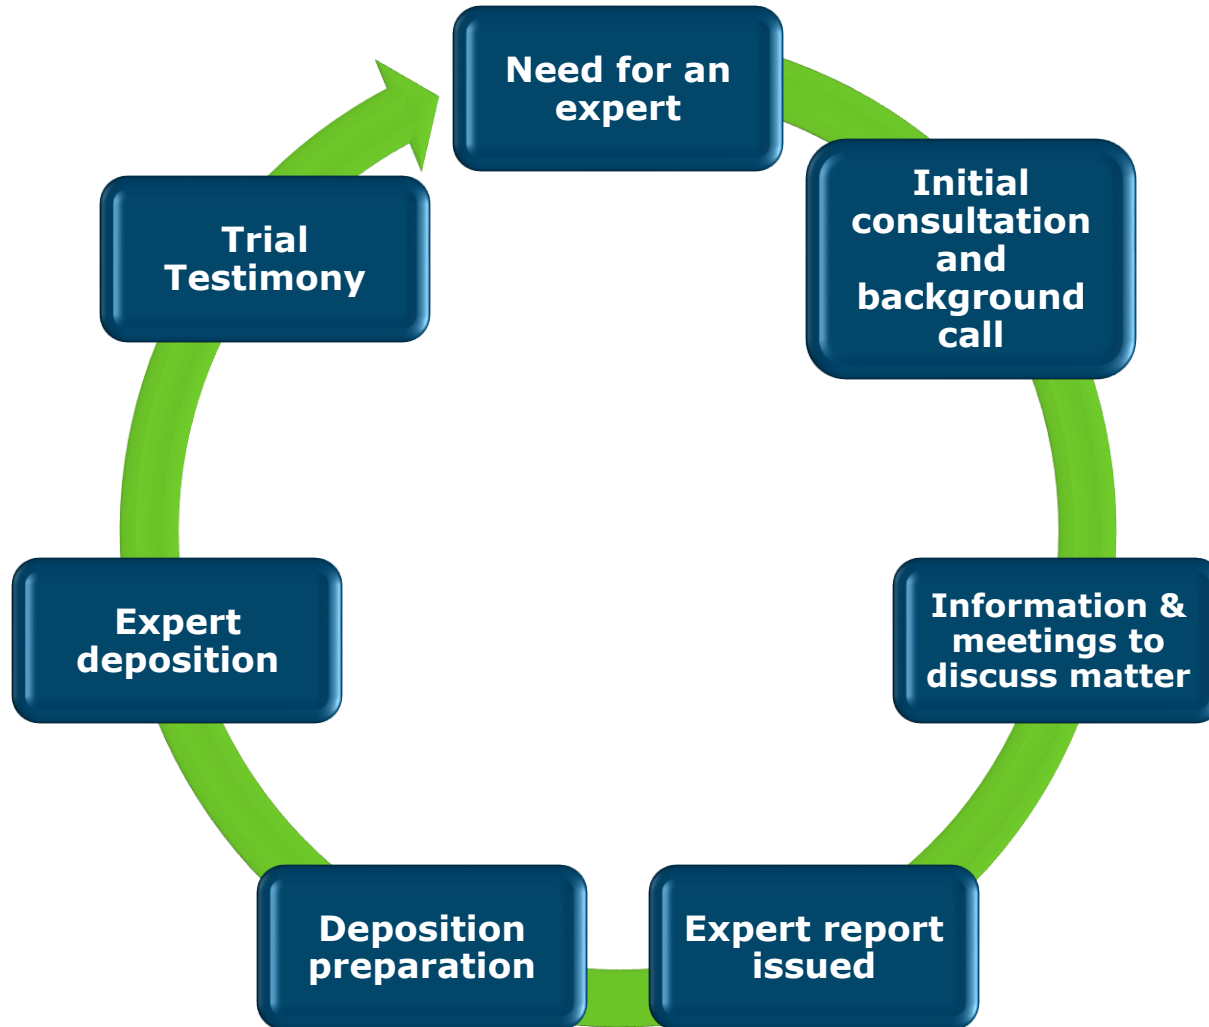 Need for an
expert
Initial
consultation
and
background
call
Information &
meetings to
discuss matter
Expert report
issued
Deposition
preparation
Expert
deposition
Trial
Testimony